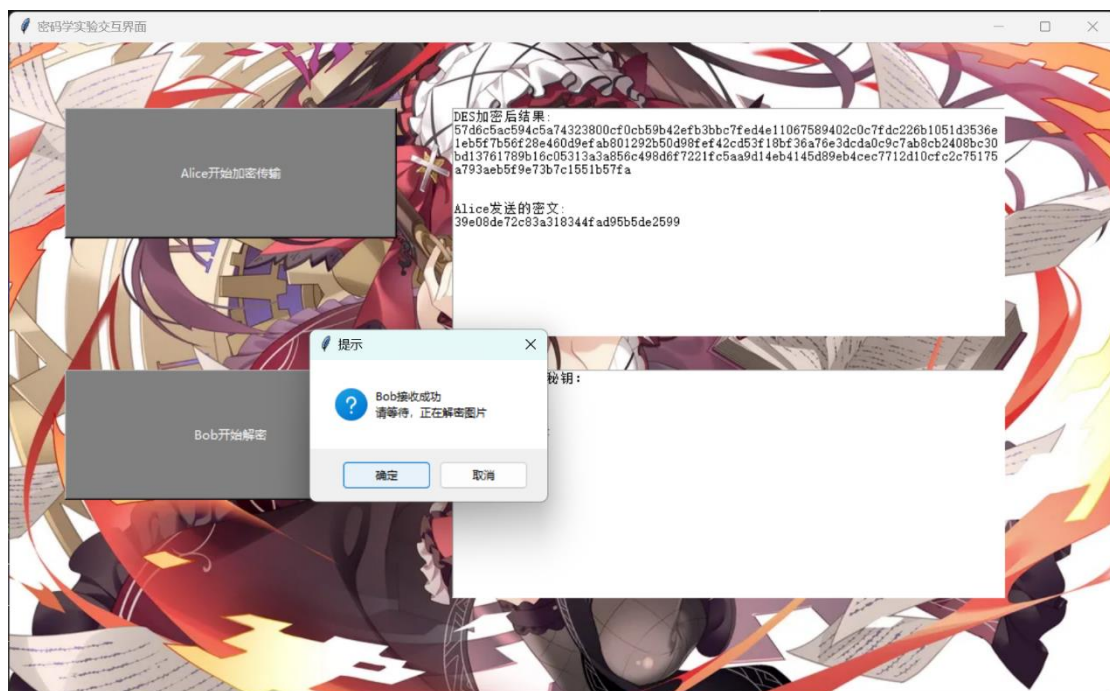 密码学实验交互界面
Alice开始加密传输
DES加密后结果:
57d6c5ac594c5a74323800cf0cb59b42efb3bbc7fed4e11067589402c0c7fdc226b1051d3536e
1eb5f7b56f28e460d9efab801292b50d98fef42cd53f18bf36a76e3dcda0c9c7ab8cb2408bc30
bd13761789b16c05313a3a856c498d6f7221fc5aa9d14eb4145d89eb4cec7712d10cfc2c75175
a793aeb5f9e73b7c1551b57fa
Alice发送的密文:
39e08de72c83a318344fad95b5de2599
提示
Bob接收成功
请等待，正在解密图片
确定
取消
Bob开始解密
秘钥: